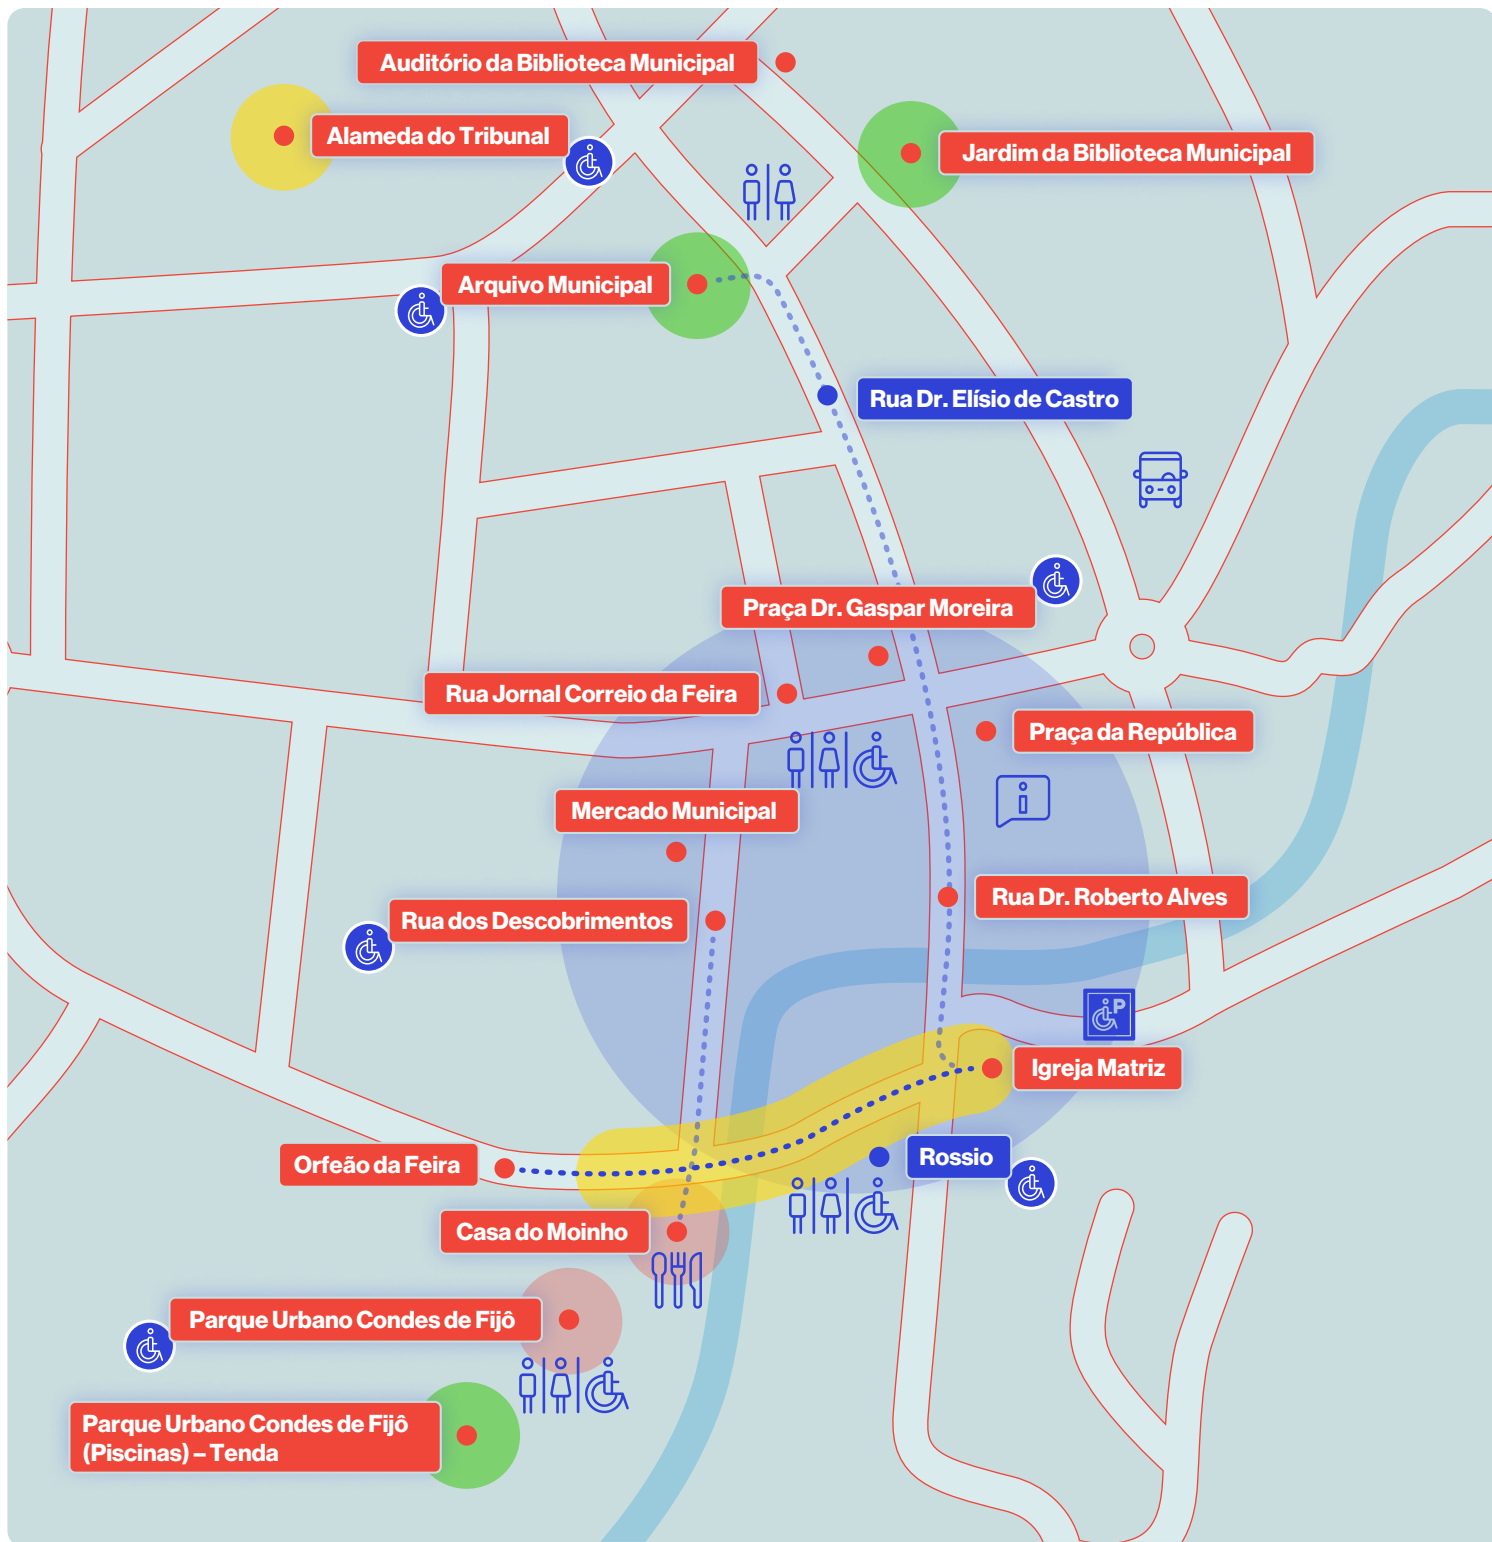 Auditório da Biblioteca Municipal
Alameda do Tribunal
Jardim da Biblioteca Municipal
Arquivo Municipal
Rua Dr. Elísio de Castro
Praça Dr. Gaspar Moreira
Rua Jornal Correio da Feira
Praça da República
Mercado Municipal
Rua Dr. Roberto Alves
Rua dos Descobrimentos
P
Igreja Matriz
Rossio
Orfeão da Feira
Casa do Moinho
Parque Urbano Condes de Fijô
Parque Urbano Condes de Fijô
(Piscinas) – Tenda